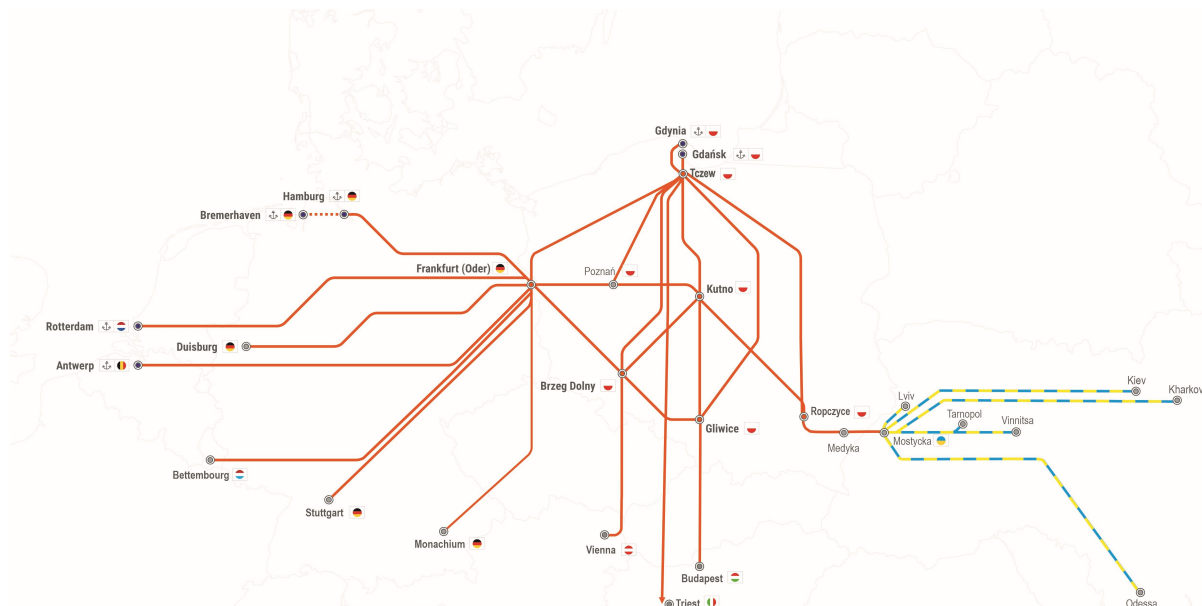 Gdynia
Gdańsk
Tczew
Hamburg
Bremerhaven
Frankfurt (Oder)
Poznań
Kutno
Rotterdam
Duisburg
Antwerp
Brzeg Dolny
Kiev
Kharkov
Lviv
Ropczyce
Tarnopol
Vinnitsa
Gliwice
Mostycka
Medyka
Bettembourg
Stuttgart
Monachium
Vienna
Budapest
Triest
Odessa